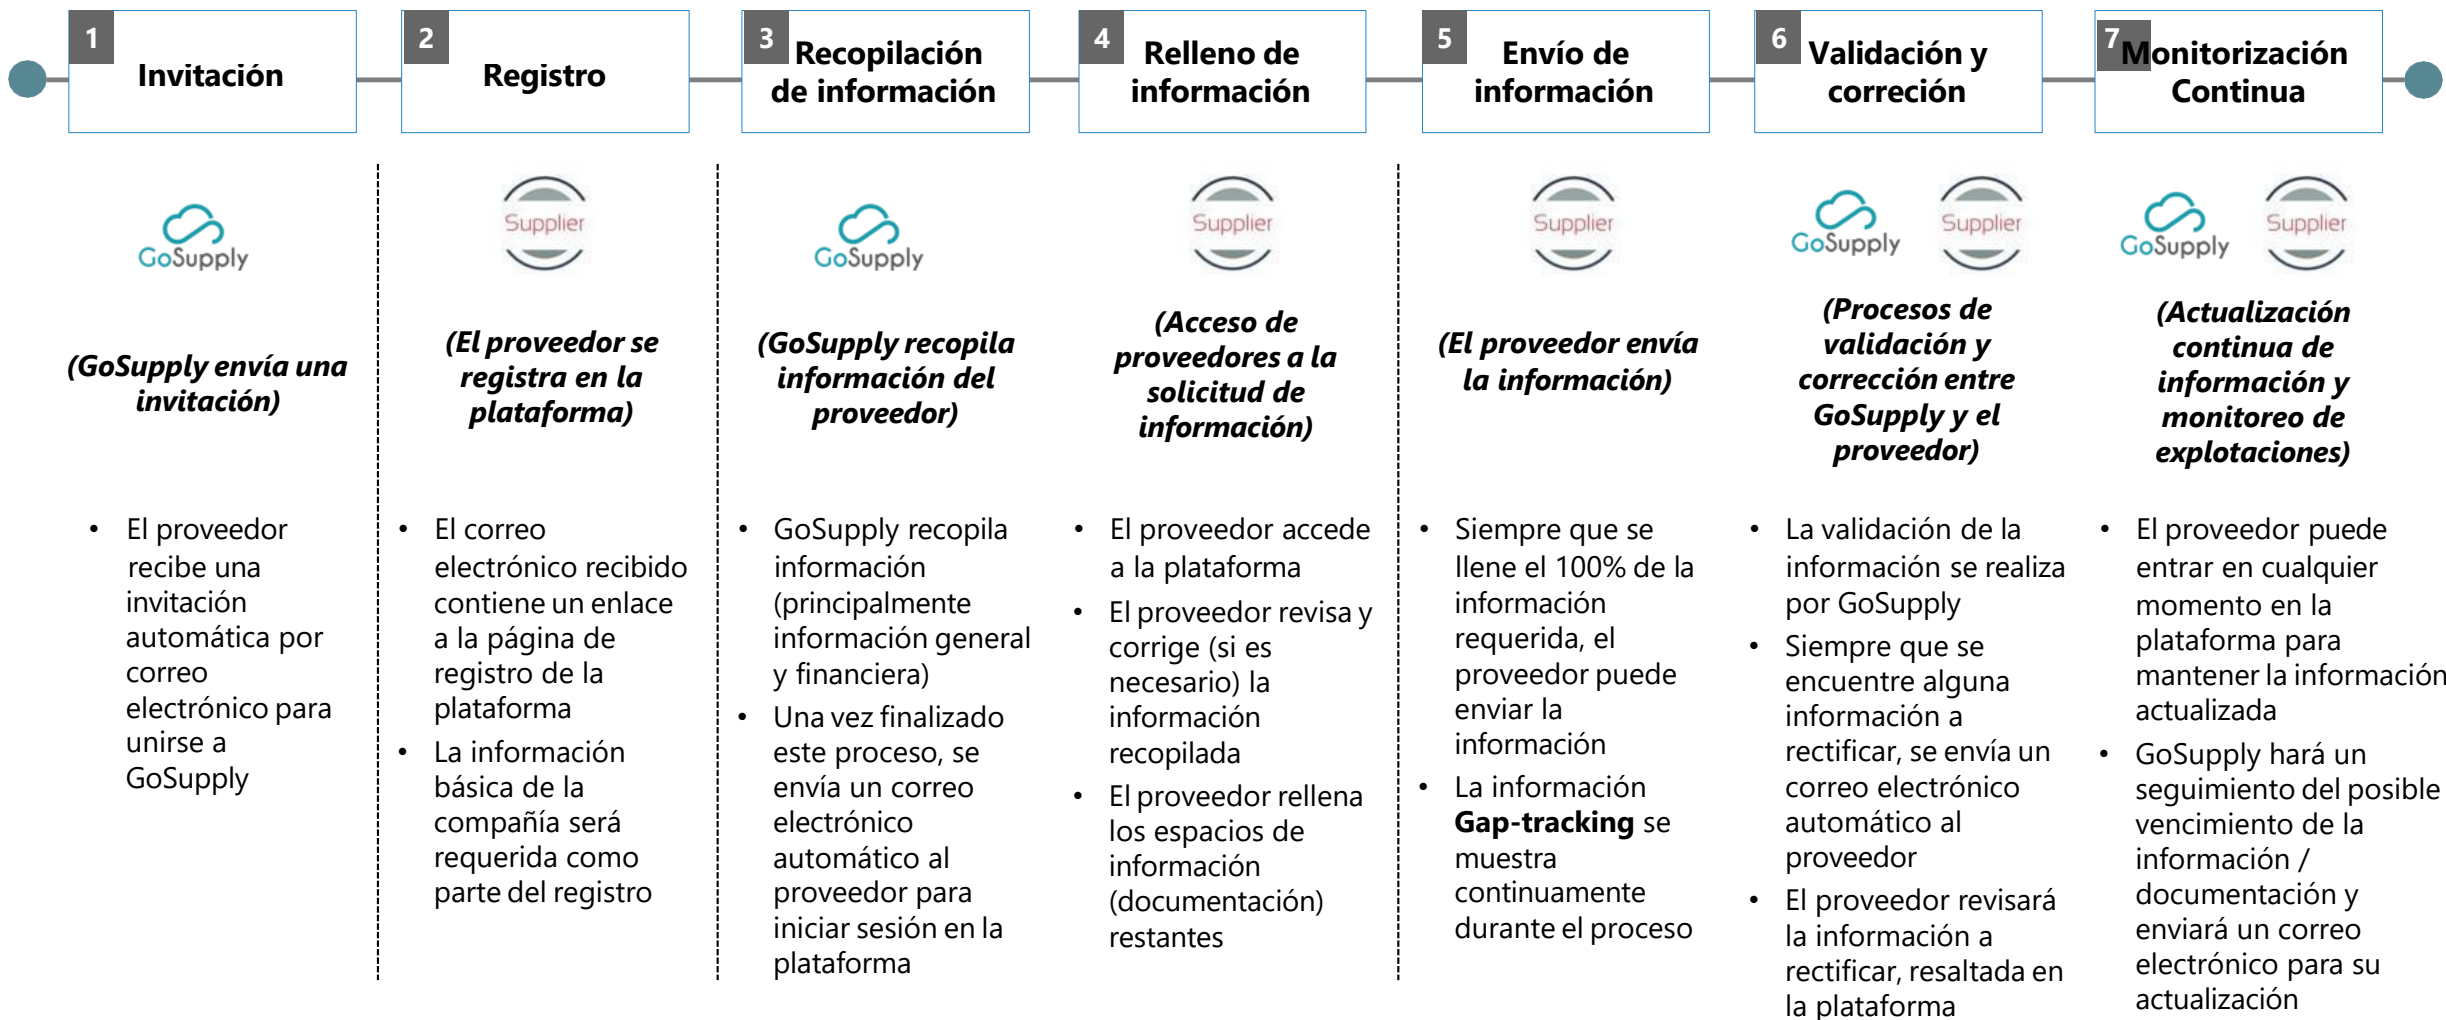 1
Invitación
2
Registro
3
Recopilación
de información
4
Relleno de
información
5
Envío de
información
6
Validación y
correción
7
Monitorización
Continua
GoSupply
Supplier
GoSupply
Supplier
Supplier
GoSupply
Supplier
GoSupply
Supplier
(GoSupply envía una
invitación)
(El proveedor se
registra en la
plataforma)
(GoSupply recopila
información del
proveedor)
(Acceso de
proveedores a la
solicitud de
información)
(El proveedor envía
la información)
(Procesos de
validación y
corrección entre
GoSupply y el
proveedor)
(Actualización
continua de
información y
monitoreo de
explotaciones)
• El proveedor
recibe una
invitación
automática por
correo
electrónico para
unirse a
GoSupply
• El correo
electrónico recibido
contiene un enlace
a la página de
registro de la
plataforma
• La información
básica de la
compañía será
requerida como
parte del registro
• GoSupply recopila
información
(principalmente
información general
y financiera)
• Una vez finalizado
este proceso, se
envía un correo
electrónico
automático al
proveedor para
iniciar sesión en la
plataforma
• El proveedor accede
a la plataforma
• El proveedor revisa y
corrige (si es
necesario) la
información
recopilada
• El proveedor rellena
los espacios de
información
(documentación)
restantes
• Siempre que se
llene el 100% de la
información
requerida, el
proveedor puede
enviar la
información
• La información
Gap-tracking se
muestra
continuamente
durante el proceso
• La validación de la
información se realiza
por GoSupply
• Siempre que se
encuentre alguna
información a
rectificar, se envía un
correo electrónico
automático al
proveedor
• El proveedor revisará
la información a
rectificar, resaltada en
la plataforma
• El proveedor puede
entrar en cualquier
momento en la
plataforma para
mantener la información
actualizada
• GoSupply hará un
seguimiento del posible
vencimiento de la
información /
documentación y
enviará un correo
electrónico para su
actualización